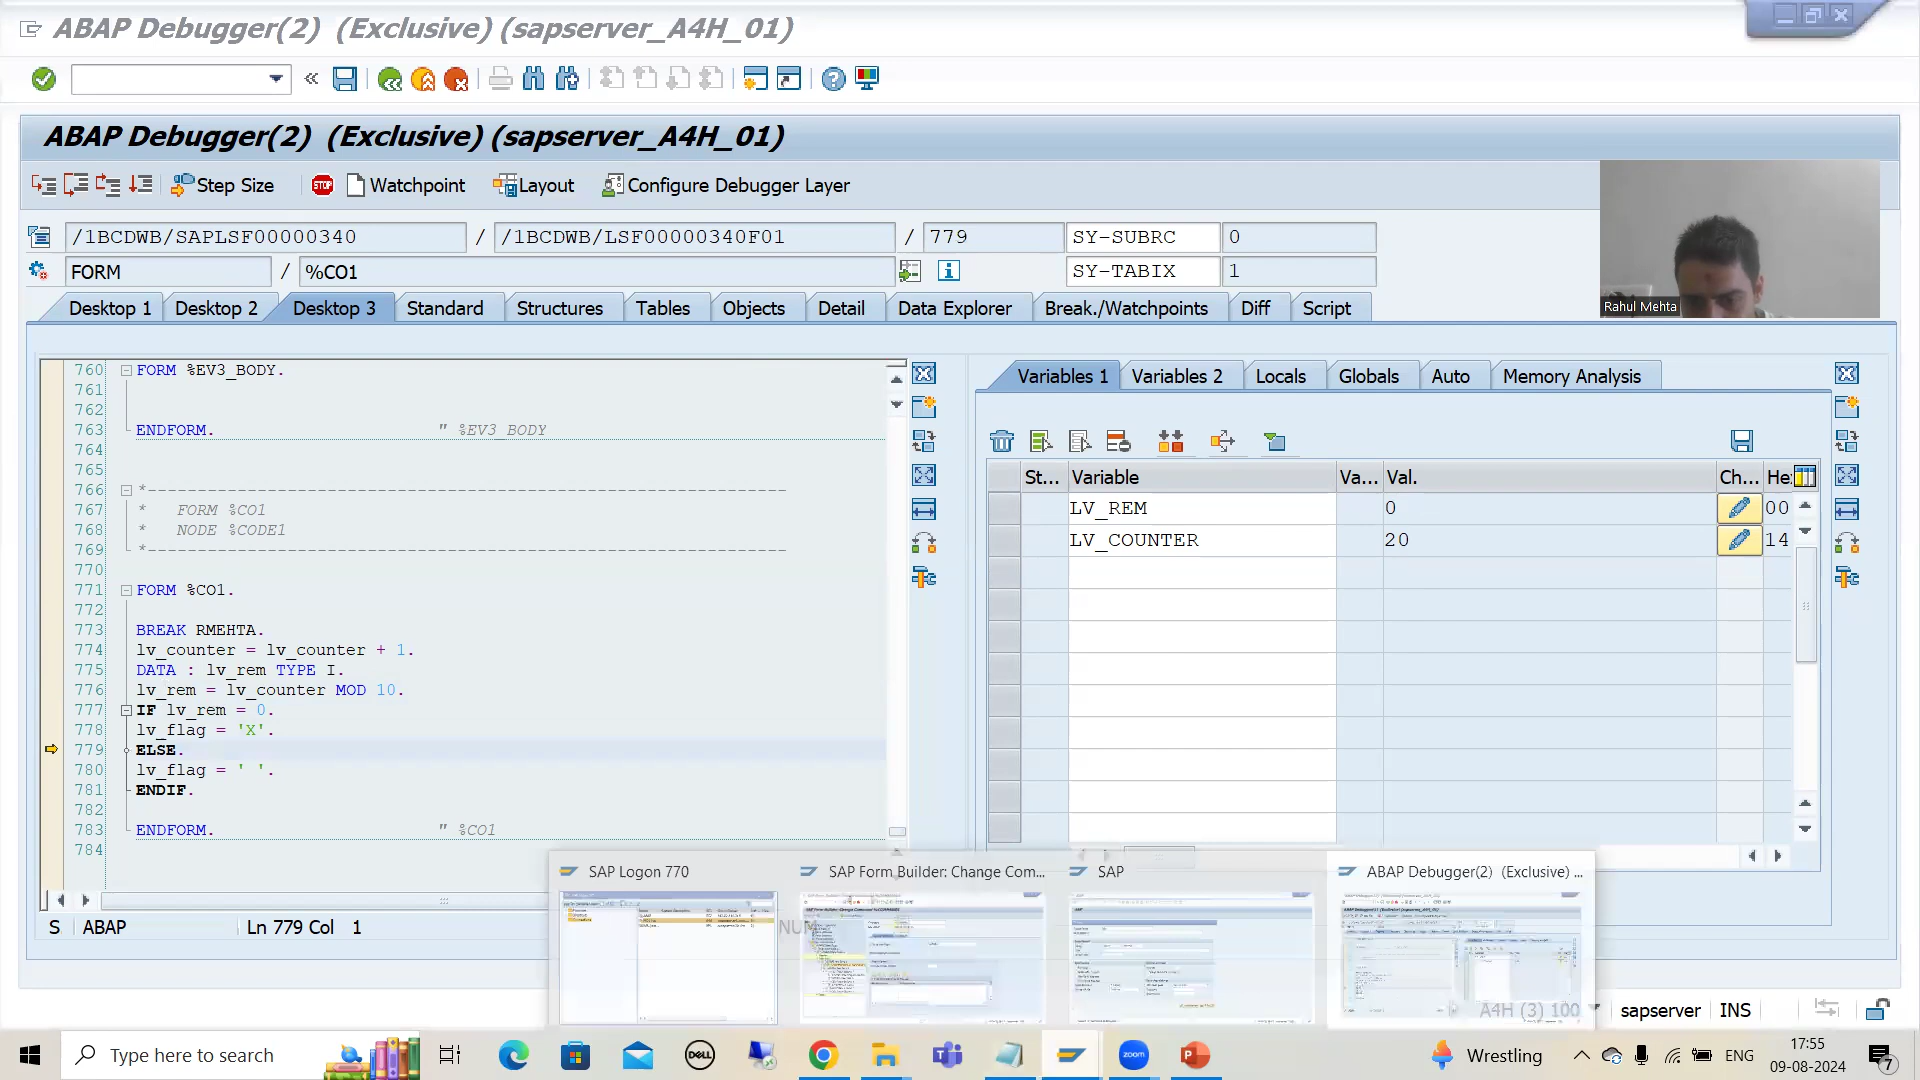 ABAP Debugger(2) (Exclusive) (sapserver_A4H_01)
ABAP Debugger(2) (Exclusive) (sapserver_A4H_01)
Step Size
STOP
Watchpoint
Layout
Configure Debugger Layer
/1BCDWB/SAPLSF00000340 / /1BCDWB/LSF00000340F01 / 779 SY-SUBRC 0
FORM / %CO1 SY-TABIX 1
Rahul Mehta
Desktop 1 Desktop 2 Desktop 3 Standard Structures Tables Objects Detail Data Explorer Break./Watchpoints Diff Script
760 FORM %EV3_BODY.
761
762
763 ENDFORM. " %EV3_BODY
764
765
766 *----------------------------------------------------------------
767 * FORM %CO1
768 * NODE %CODE1
769 *----------------------------------------------------------------
770
771 FORM %CO1.
772
773 BREAK RMEHTA.
774 lv_counter = lv_counter + 1.
775 DATA : lv_rem TYPE I.
776 lv_rem = lv_counter MOD 10.
777 IF lv_rem = 0.
778 lv_flag = 'X'.
779 ELSE.
780 lv_flag = ' '.
781 ENDIF.
782
783 ENDFORM. " %CO1
784
S ABAP Ln 779 Col 1
NUM
Variables 1 Variables 2 Locals Globals Auto Memory Analysis
St... Variable Va... Val. Ch... He
LV_REM 0 00
LV_COUNTER 20 14
SAP Logon 770
SAP Form Builder: Change Com...
SAP
ABAP Debugger(2) (Exclusive) ...
A4H (3) 100 sapserver INS
Type here to search
DELL
zoom
Wrestling
ENG
17:55
09-08-2024
7